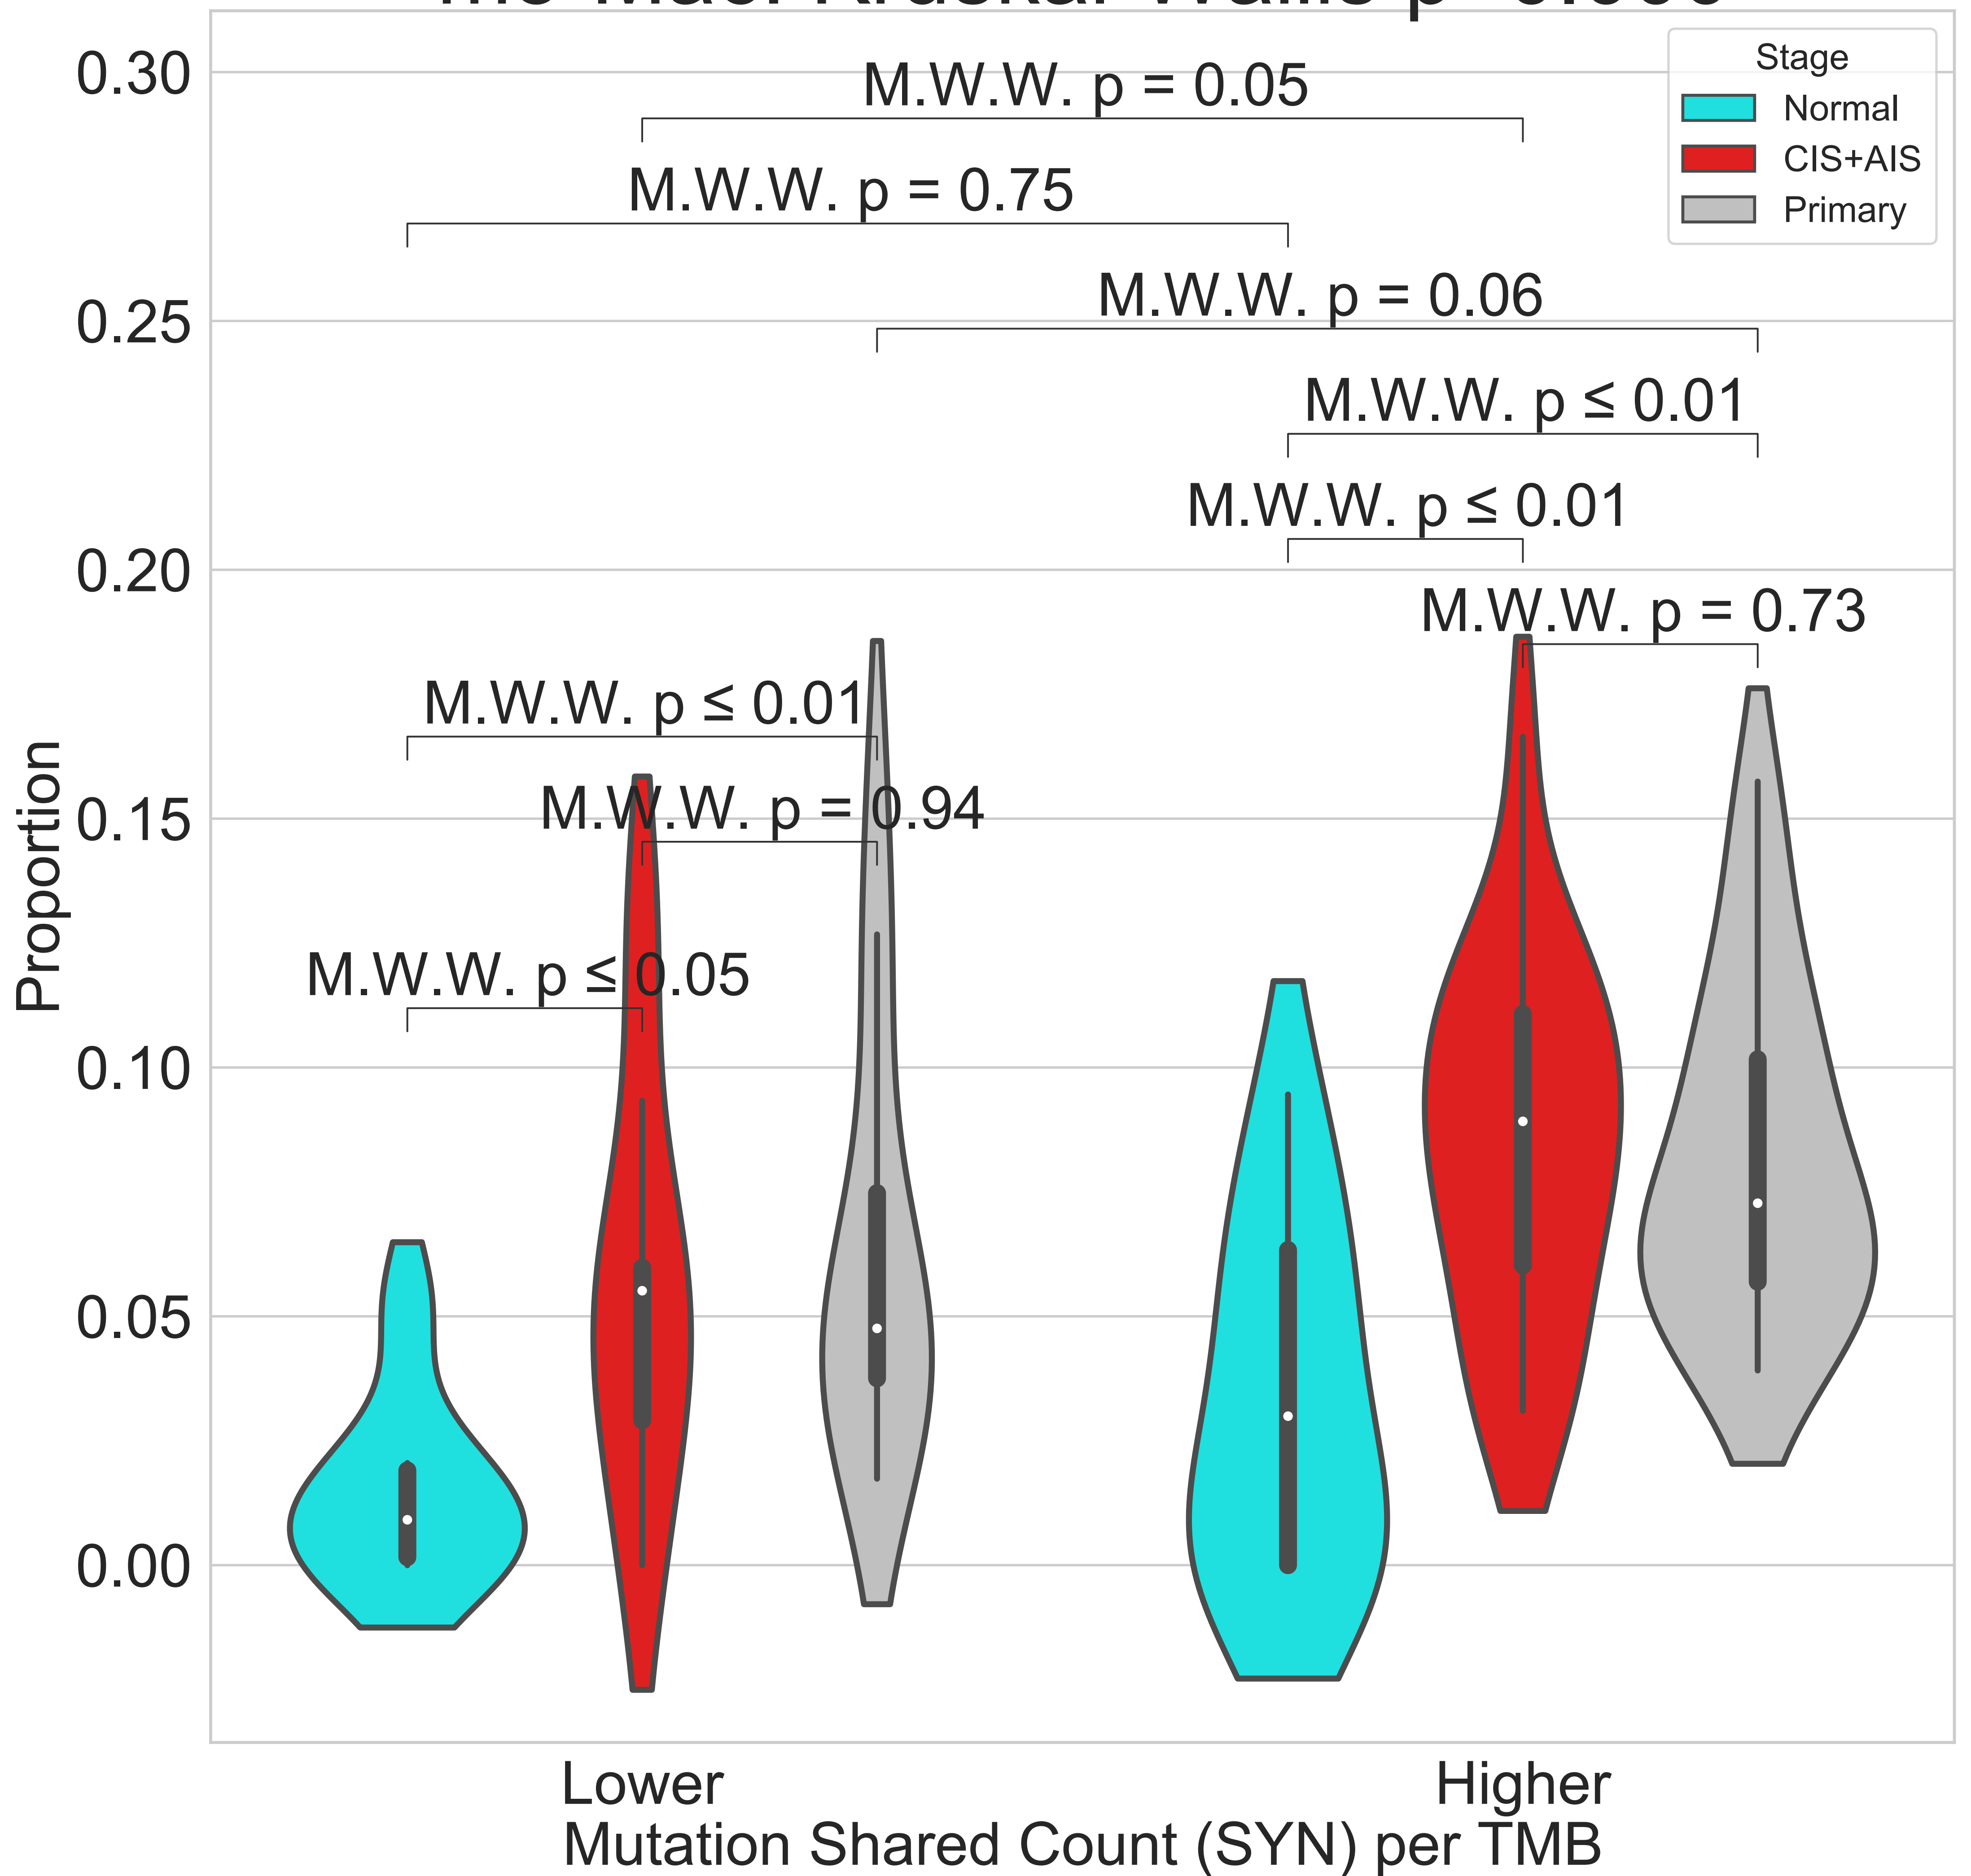 0.30
0.25
0.20
0.15
0.10
0.05
0.00
Proportion
Stage
Normal
CIS+AIS
Primary
M.W.W. p = 0.05
M.W.W. p = 0.75
M.W.W. p = 0.06
M.W.W. p ≤ 0.01
M.W.W. p ≤ 0.01
M.W.W. p = 0.73
M.W.W. p ≤ 0.01
M.W.W. p = 0.94
M.W.W. p ≤ 0.05
Lower
Higher
Mutation Shared Count (SYN) per TMB